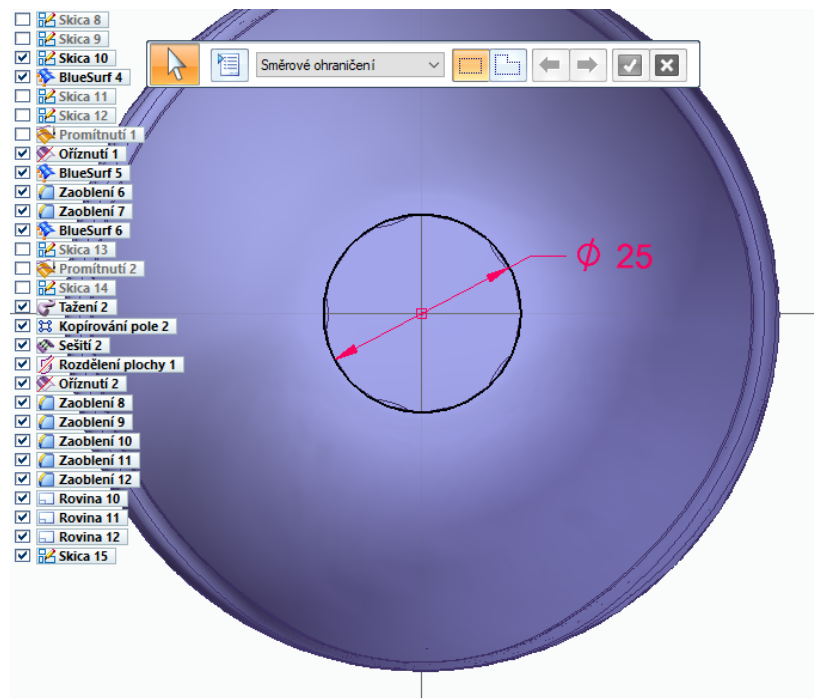 Skica 8
Skica 9
Skica 10
Směrové ohraničení
BlueSurf 4
Skica 11
Skica 12
Promítnutí 1
Oříznutí 1
BlueSurf 5
Zaoblení 6
Zaoblení 7
BlueSurf 6
Skica 13
Φ 25
Promítnutí 2
Skica 14
Tažení 2
Kopírování pole 2
Sešití 2
Rozdělení plochy 1
Oříznutí 2
Zaoblení 8
Zaoblení 9
Zaoblení 10
Zaoblení 11
Zaoblení 12
Rovina 10
Rovina 11
Rovina 12
Skica 15